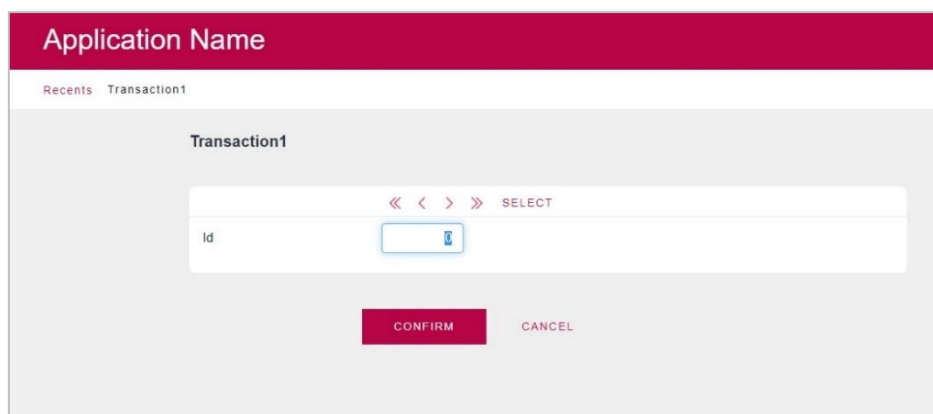 Application Name
Recents Transaction1
Transaction1
SELECT
Id 0
CONFIRM CANCEL